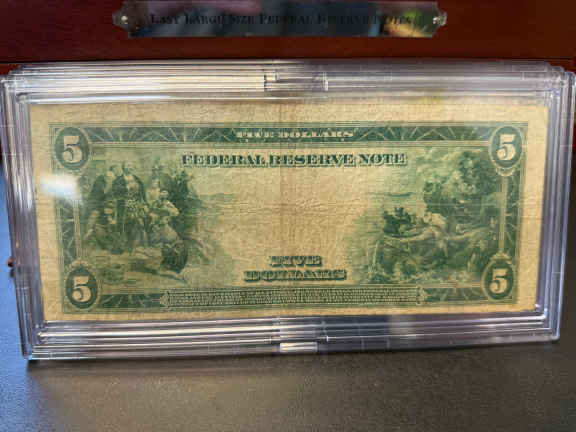 LAST LARGE SIZE FEDERAL RESERVE NOTES
FIVE DOLLARS
5 5
FEDERAL RESERVE NOTE
FIVE
DOLLARS
5 5